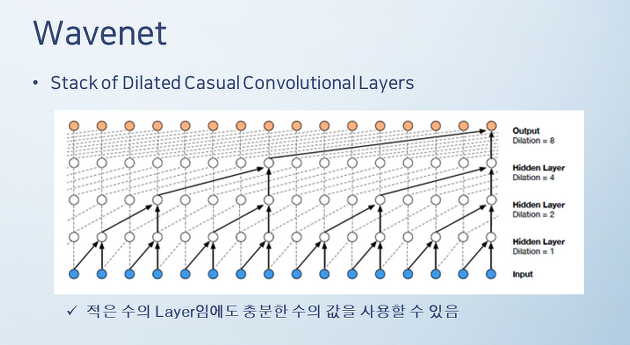 Wavenet
• Stack of Dilated Casual Convolutional Layers
Output
Dilation = 8
Hidden Layer
Dilation = 4
Hidden Layer
Dilation = 2
Hidden Layer
Dilation = 1
Input
✓ 적은 수의 Layer임에도 충분한 수의 값을 사용할 수 있음